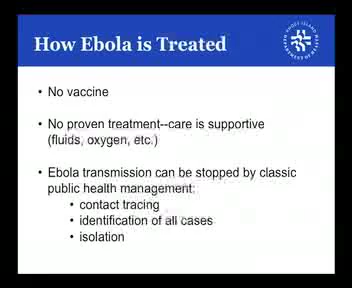 How Ebola is Treated
• No vaccine
• No proven treatment--care is supportive
(fluids, oxygen, etc.)
• Ebola transmission can be stopped by classic
public health management:
• contact tracing
• identification of all cases
• isolation